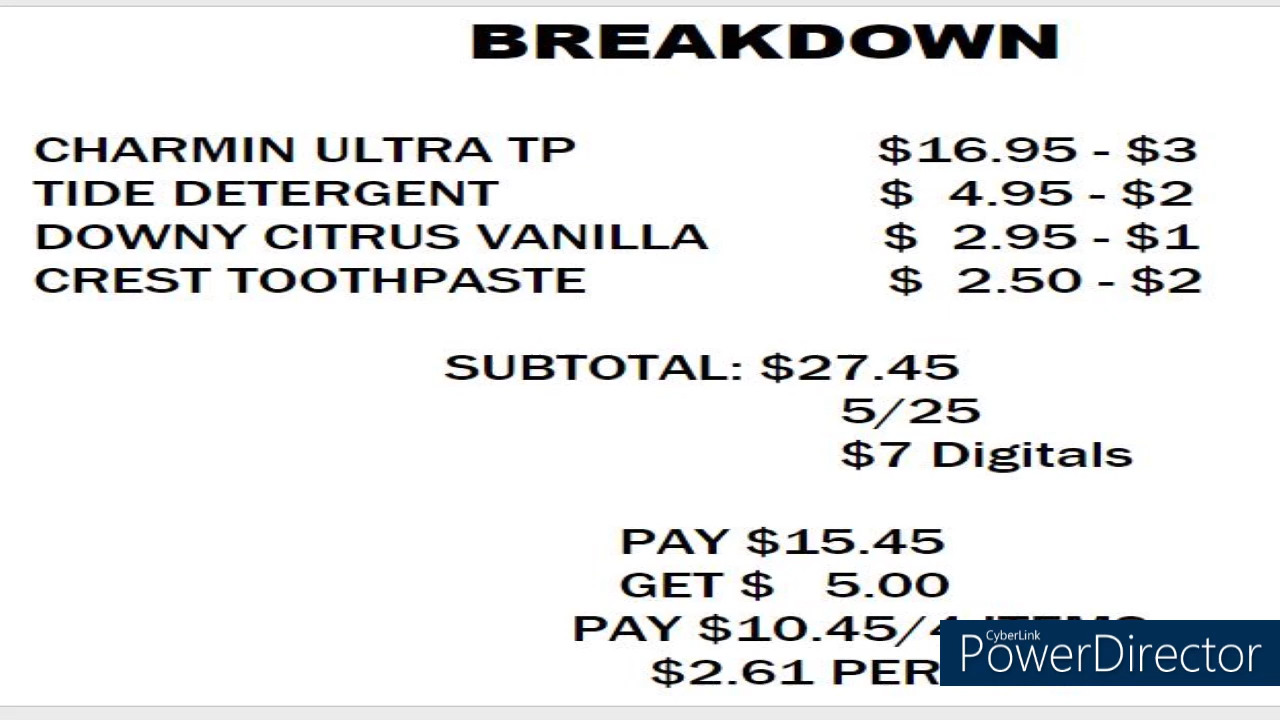 BREAKDOWN
CHARMIN ULTRA TP $16.95 - $3
TIDE DETERGENT $ 4.95 - $2
DOWNY CITRUS VANILLA $ 2.95 - $1
CREST TOOTHPASTE $ 2.50 - $2
SUBTOTAL: $27.45
5/25
$7 Digitals
PAY $15.45
GET $ 5.00
PAY $10.45/4 ITEMS
$2.61 PER
CyberLink
PowerDirector